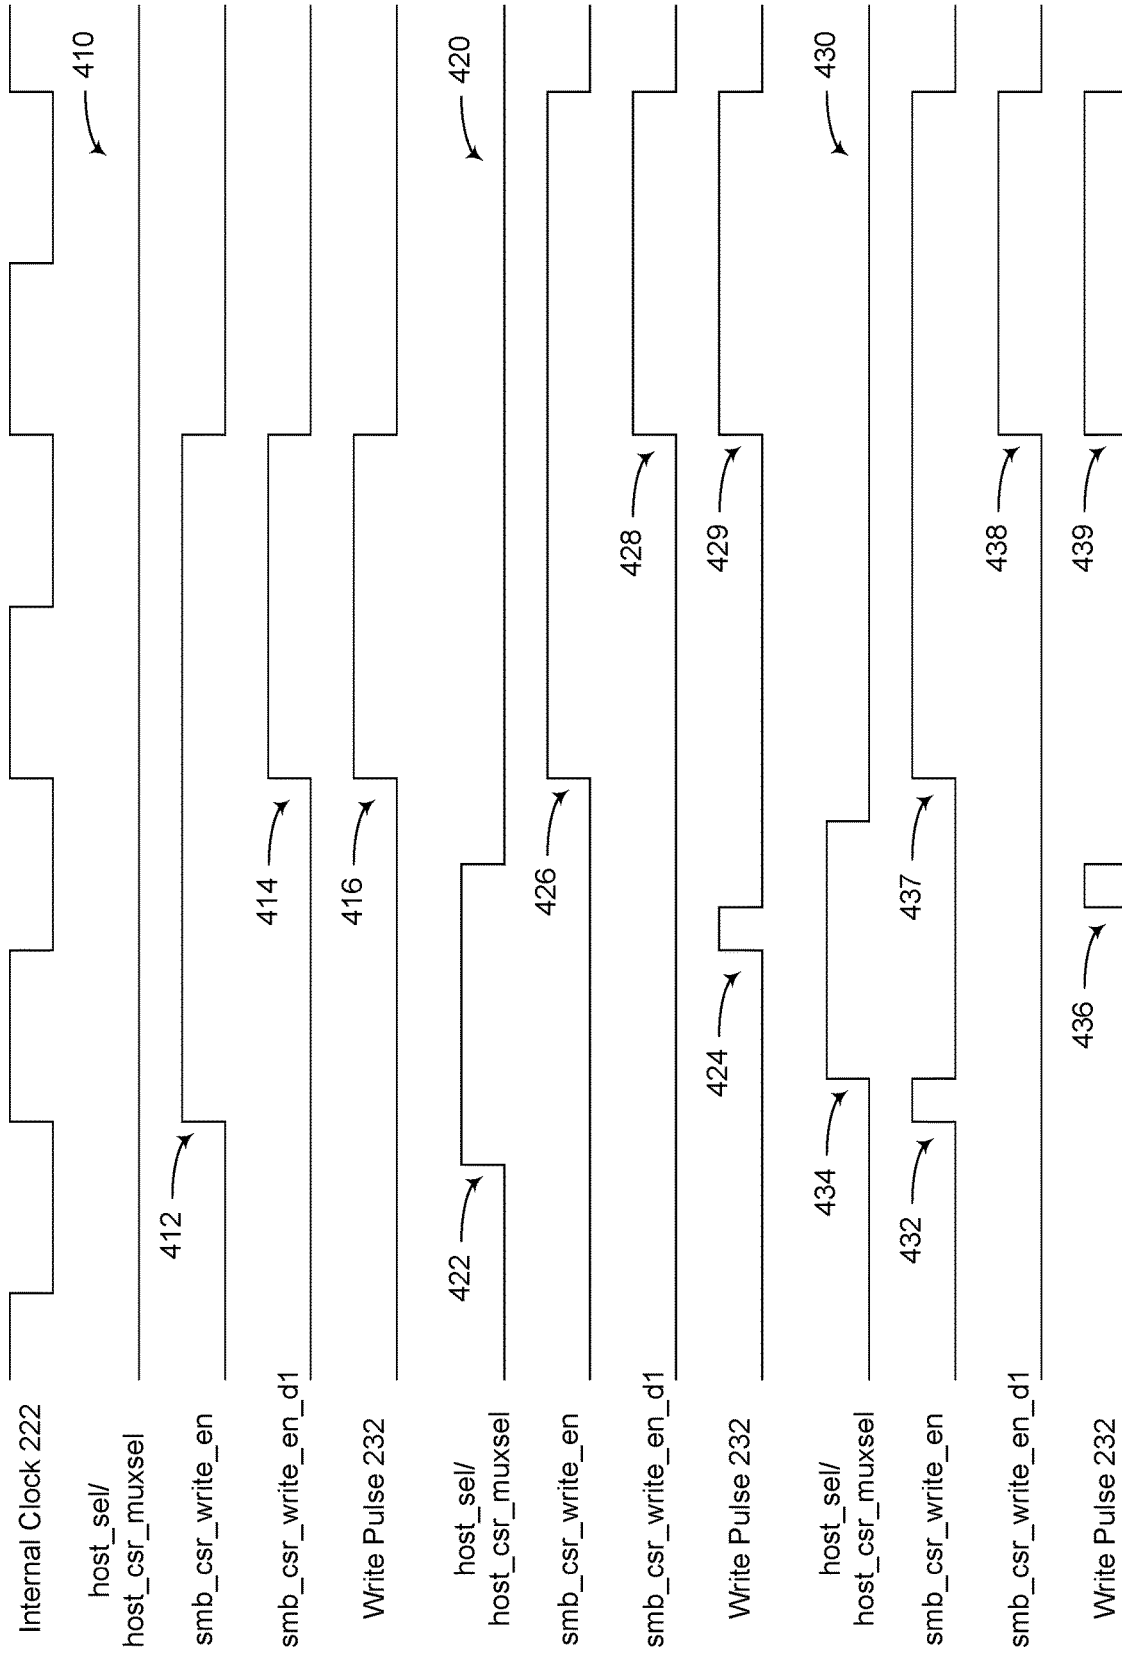 Internal Clock 222
410
host_sel/
host_csr_muxsel
412
smb_csr_write_en
414
smb_csr_write_en_d1
416
Write Pulse 232
420
422
host_sel/
host_csr_muxsel
426
smb_csr_write_en
428
smb_csr_write_en_d1
424
429
Write Pulse 232
430
434
host_sel/
host_csr_muxsel
432
437
smb_csr_write_en
438
smb_csr_write_en_d1
436
439
Write Pulse 232